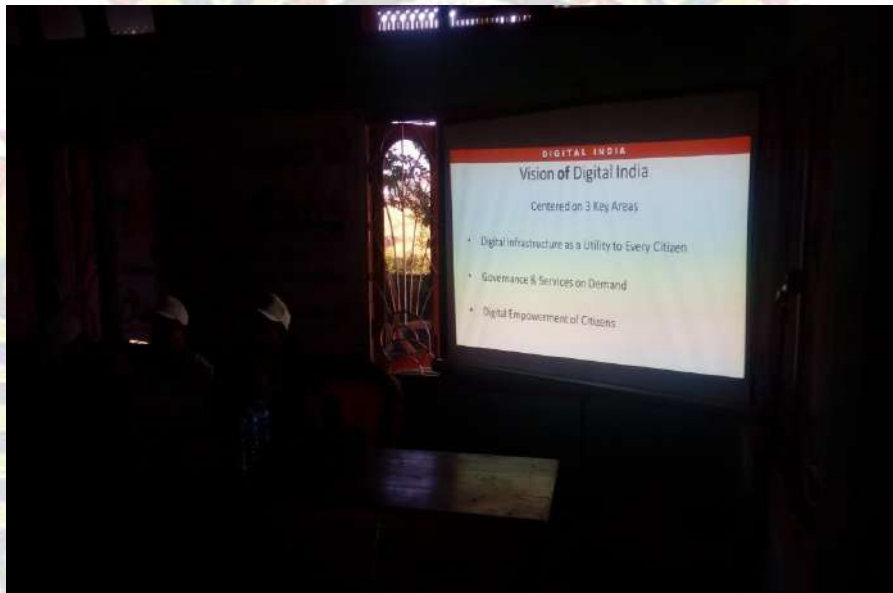 DIGITAL INDIA
Vision of Digital India
Centered on 3 Key Areas
• Digital Infrastructure as a Utility to Every Citizen
• Governance & Services on Demand
• Digital Empowerment of Citizens